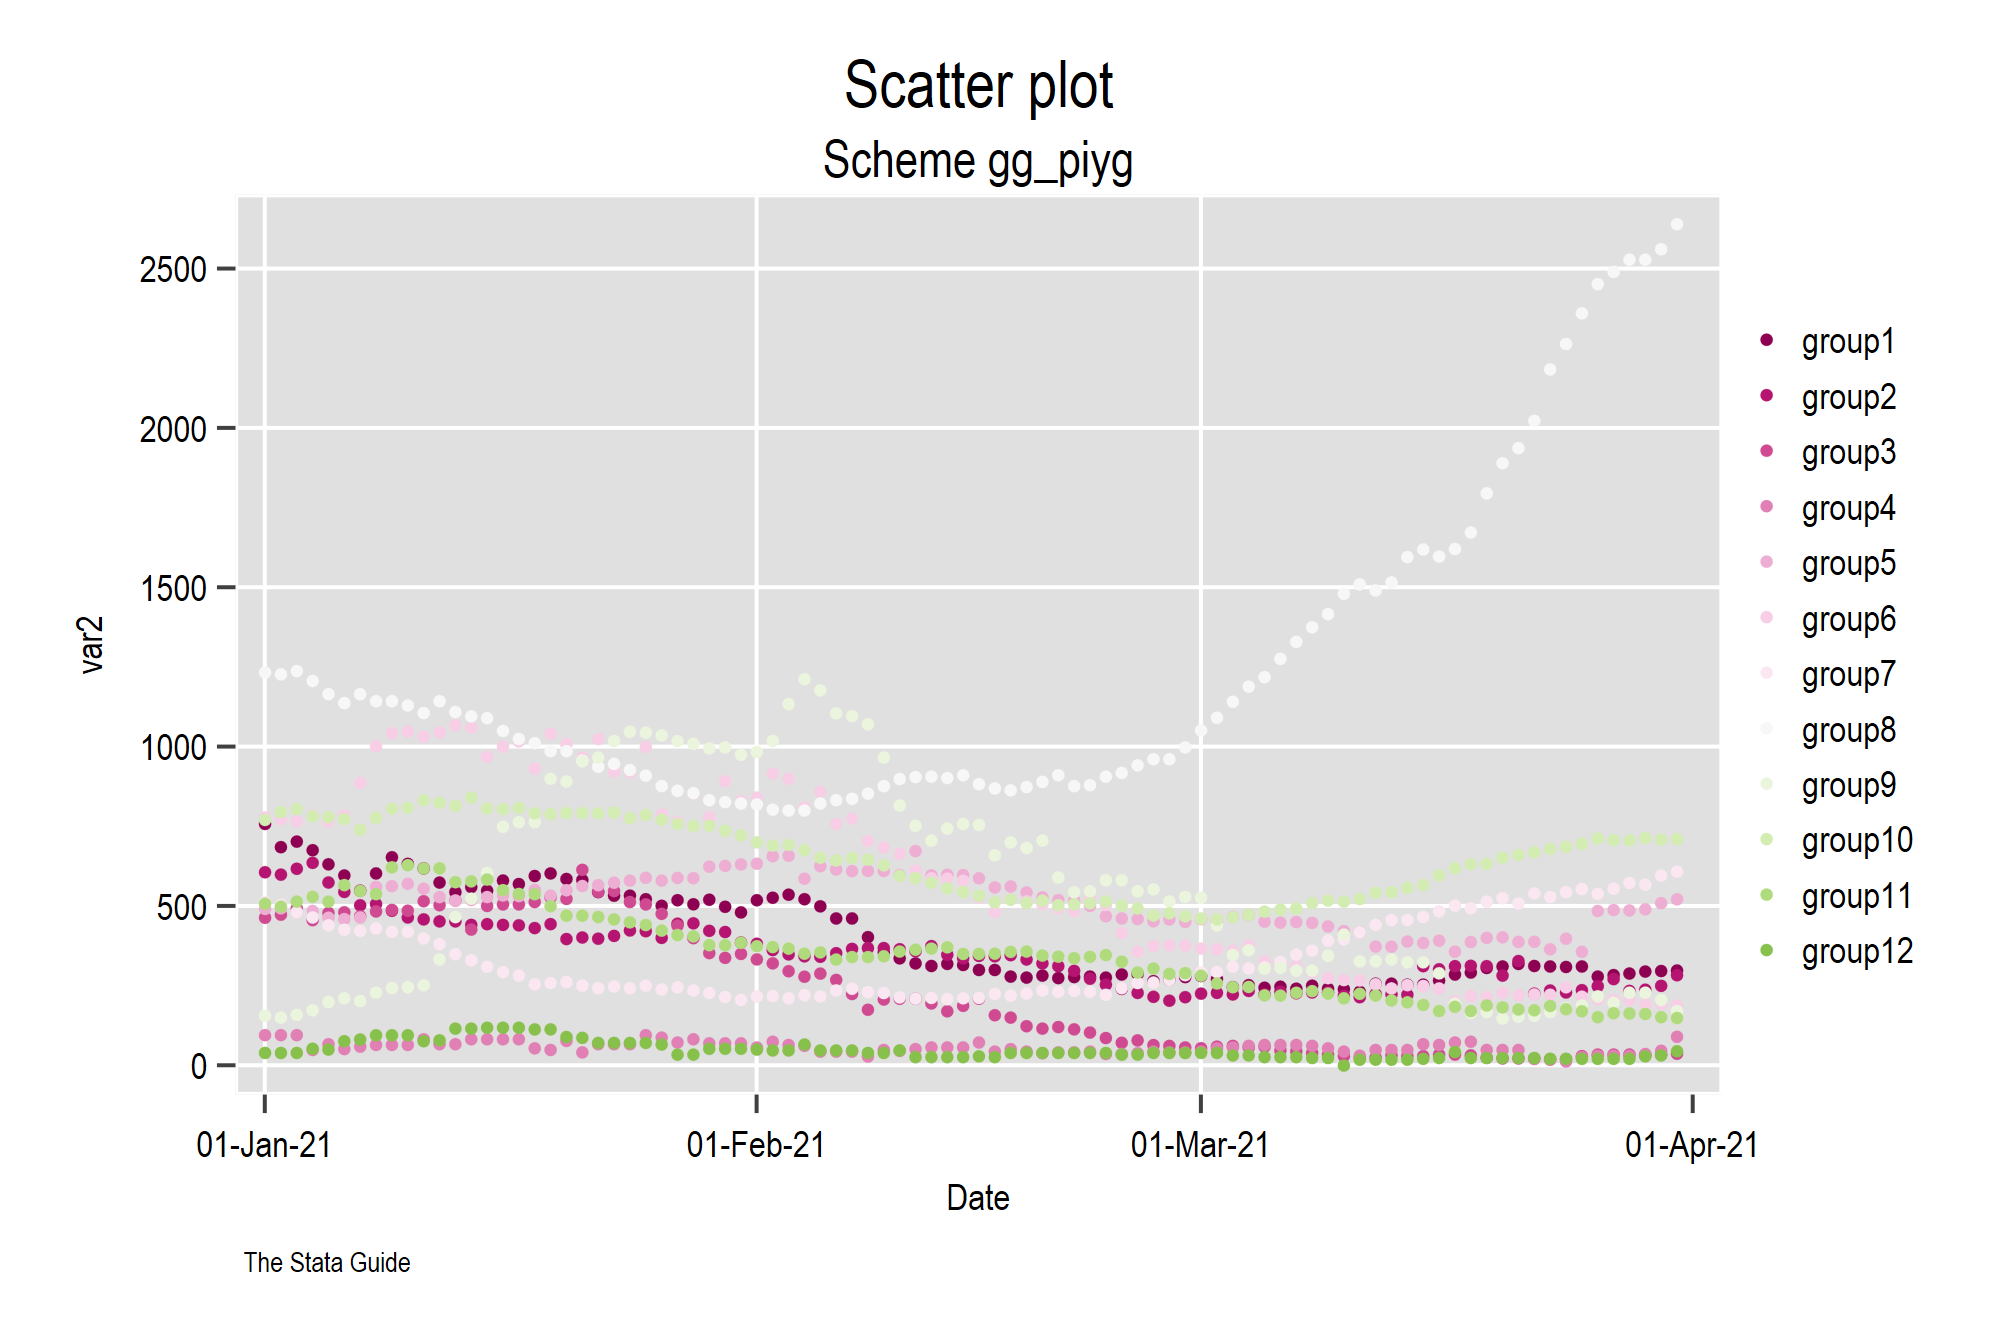 Scatter plot
Scheme gg_piyg
2500
2000
1500
1000
500
0
var2
01-Jan-21
01-Feb-21
01-Mar-21
01-Apr-21
Date
group1
group2
group3
group4
group5
group6
group7
group8
group9
group10
group11
group12
The Stata Guide